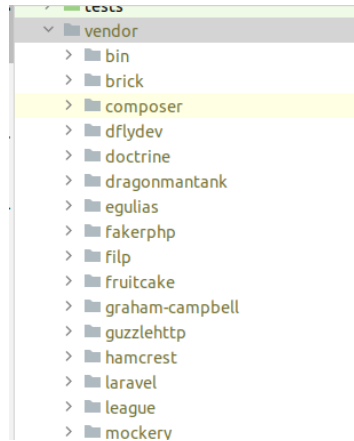 tests
vendor
bin
brick
composer
dflydev
doctrine
dragonmantank
egulias
fakerphp
filp
fruitcake
graham-campbell
guzzlehttp
hamcrest
laravel
league
mockery